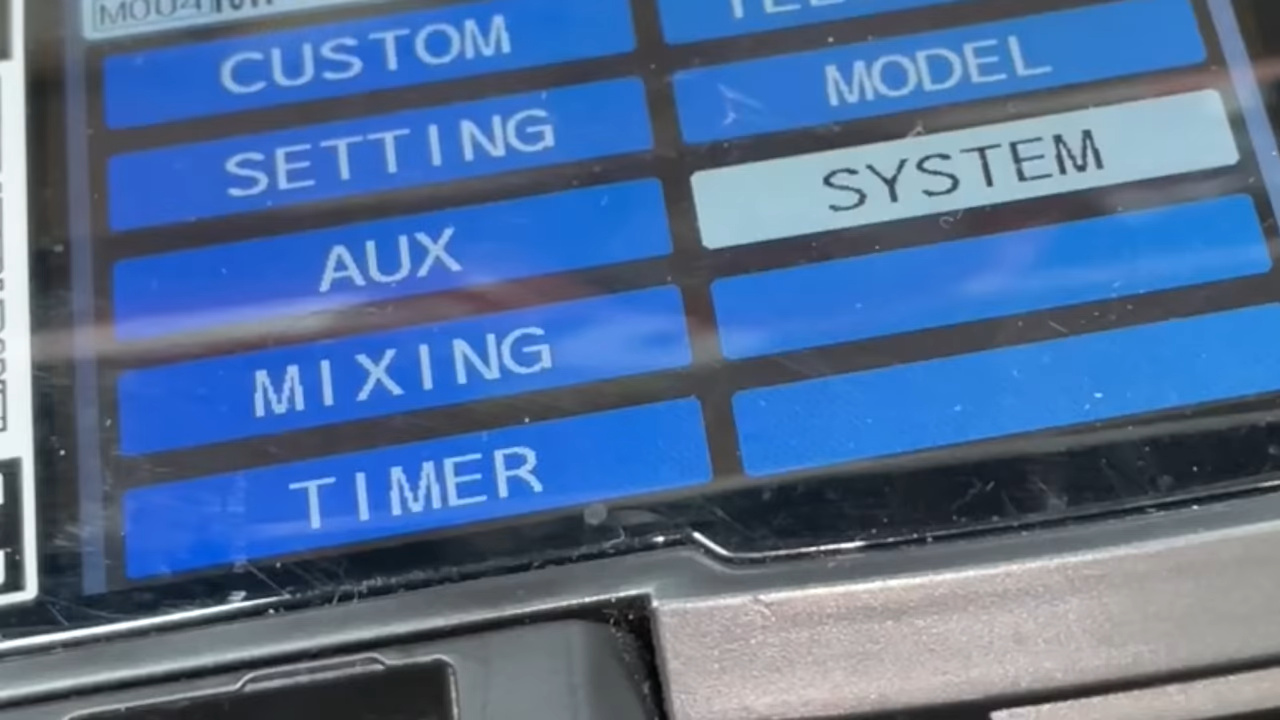 CUSTOM
SETTING
AUX
MIXING
TIMER
MODEL
SYSTEM